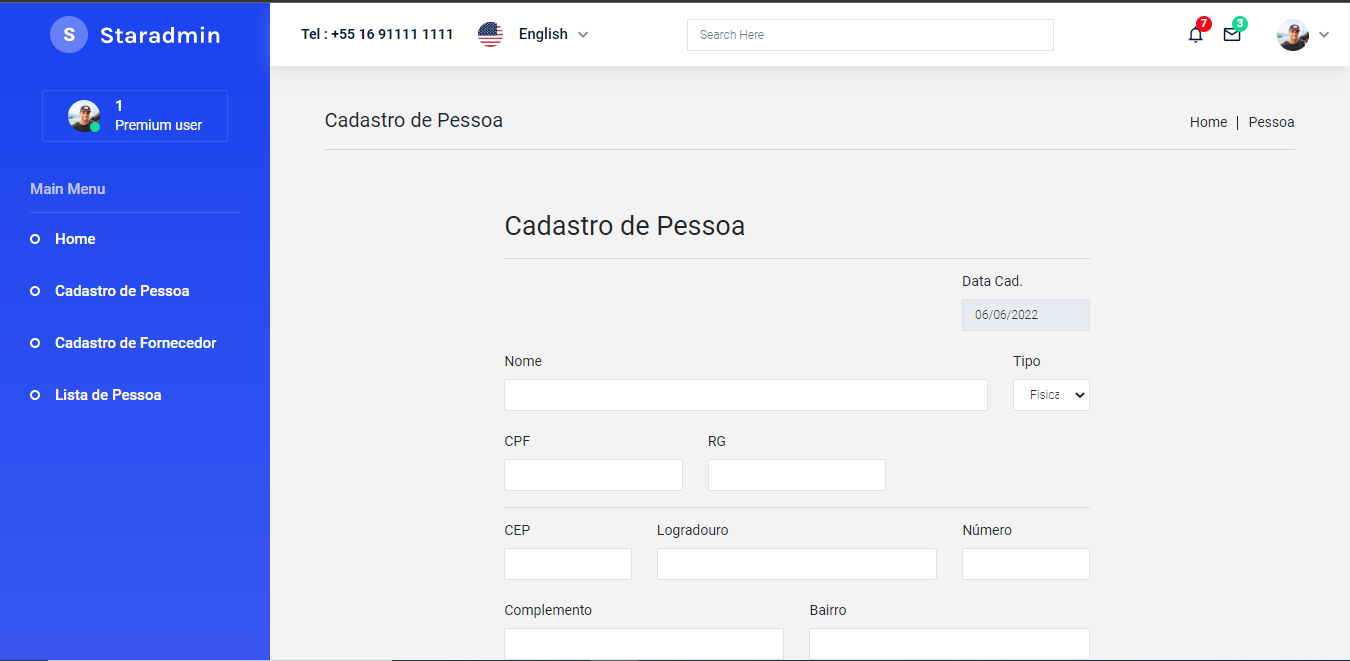 S Staradmin
Tel : +55 16 91111 1111 English Search Here. 7 3
1
Premium user
Cadastro de Pessoa Home | Pessoa
Main Menu
Home
Cadastro de Pessoa
Cadastro de Fornecedor
Lista de Pessoa
Cadastro de Pessoa
Data Cad.
06/06/2022
Nome Tipo
Fisica
CPF RG
CEP Logradouro Número
Complemento Bairro